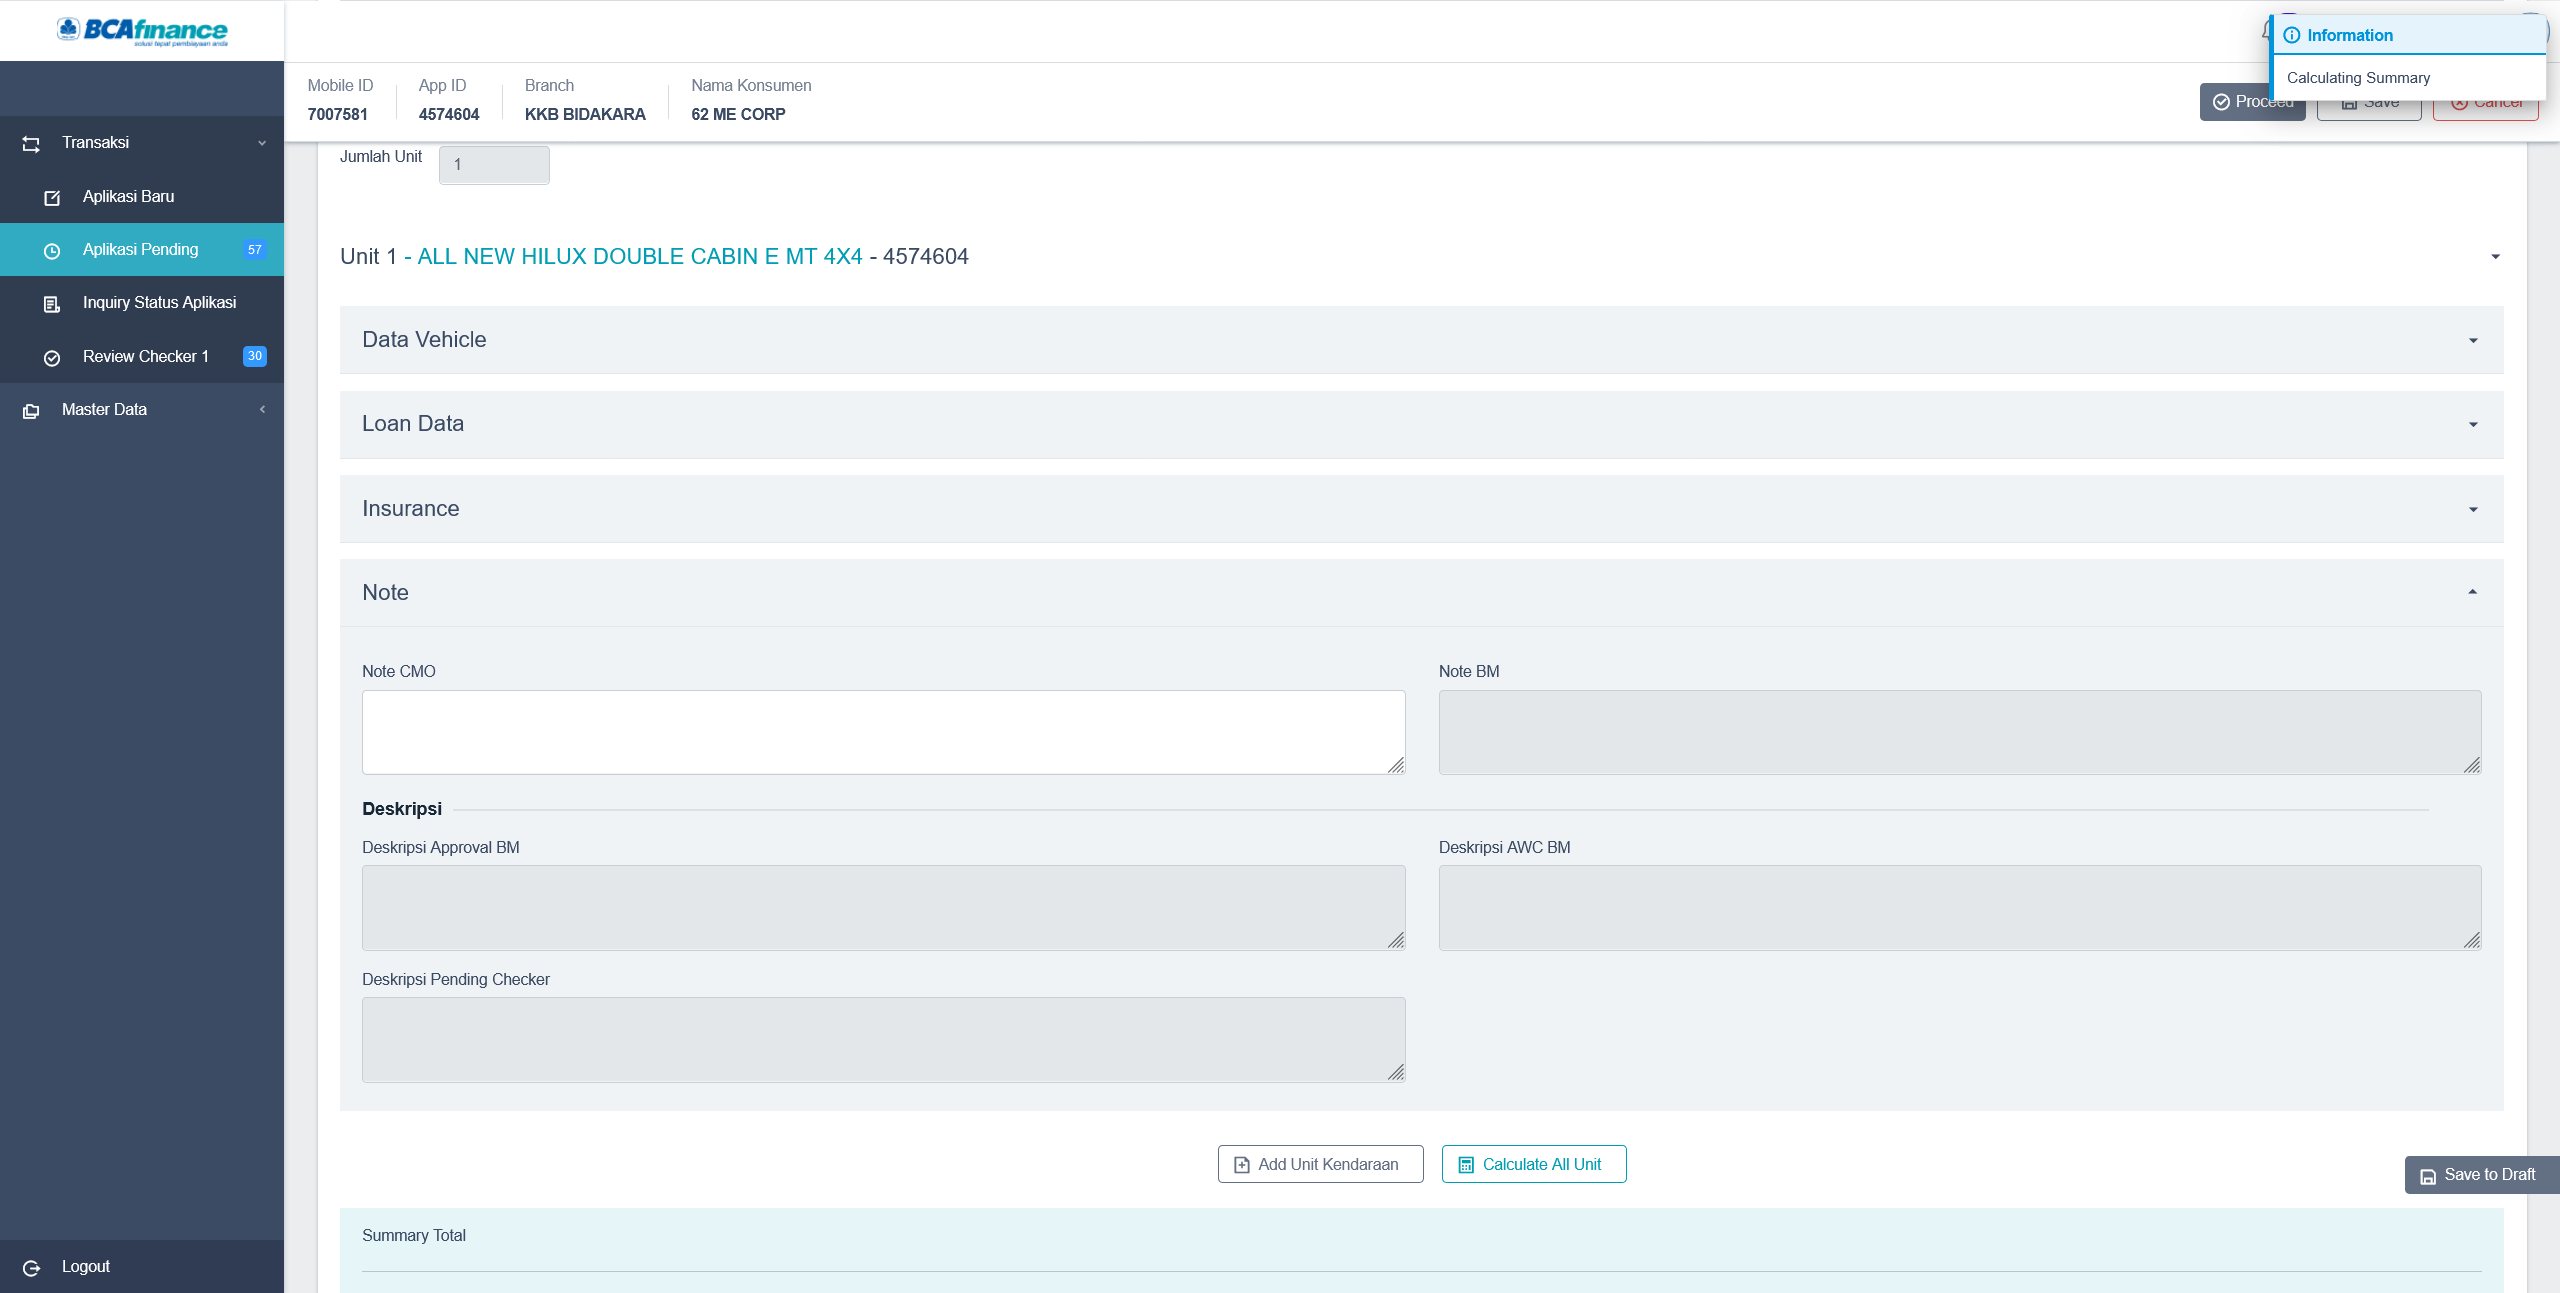 BCAfinance
solusi tepat pembiayaan anda
Information
Calculating Summary
Mobile ID
7007581
App ID
4574604
Branch
KKB BIDAKARA
Nama Konsumen
62 ME CORP
Proceed
Save
Cancel
Transaksi
Aplikasi Baru
Aplikasi Pending 57
Inquiry Status Aplikasi
Review Checker 1 30
Master Data
Logout
Jumlah Unit 1
Unit 1 - ALL NEW HILUX DOUBLE CABIN E MT 4X4 - 4574604
Data Vehicle
Loan Data
Insurance
Note
Note CMO
Note BM
Deskripsi
Deskripsi Approval BM
Deskripsi AWC BM
Deskripsi Pending Checker
Add Unit Kendaraan
Calculate All Unit
Save to Draft
Summary Total